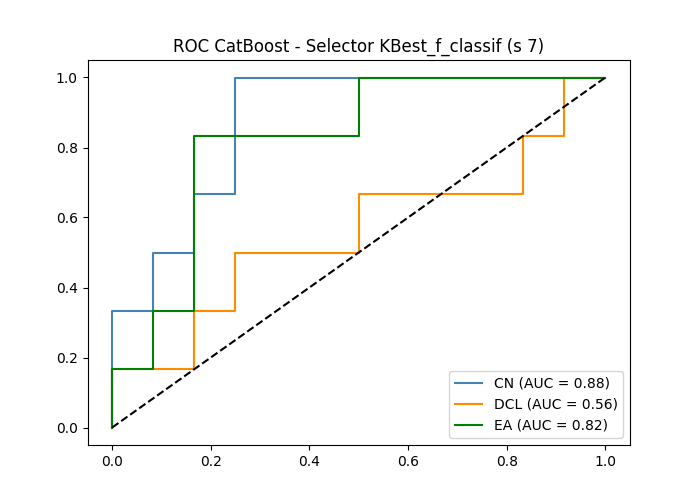 ROC CatBoost - Selector KBest_f_classif (s 7)
1.0
0.8
0.6
0.4
0.2
0.0
0.0 0.2 0.4 0.6 0.8 1.0
CN (AUC = 0.88)
DCL (AUC = 0.56)
EA (AUC = 0.82)